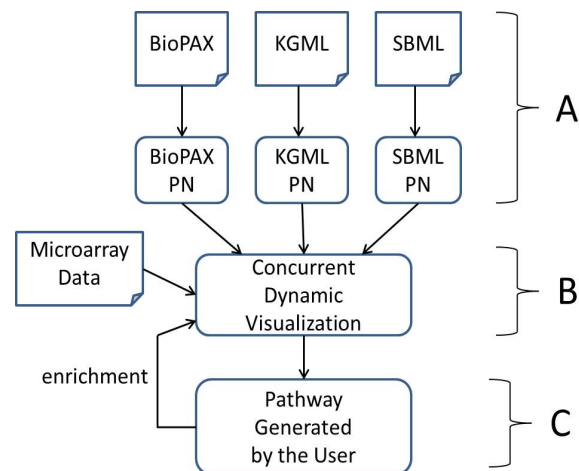 BioPAX
KGML
SBML
A
BioPAX
PN
KGML
PN
SBML
PN
Microarray
Data
Concurrent
Dynamic
Visualization
B
enrichment
Pathway
Generated
by the User
C